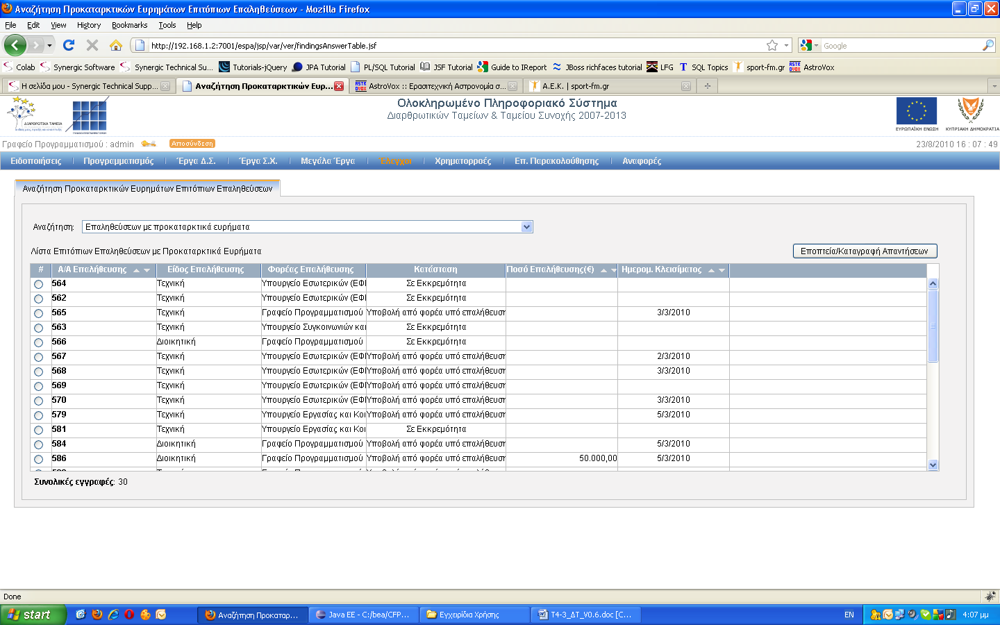 Αναζήτηση Προκαταρκτικών Ευρημάτων Επιτόπιων Επαληθεύσεων - Mozilla Firefox
File Edit View History Bookmarks Tools Help
http://192.168.1.2:7001/espa/jsp/var/ver/findingsAnswerTable.jsf Google
Colab Synergic Software Synergic Technical Su... Tutorials-jQuery JPA Tutorial PL/SQL Tutorial JSF Tutorial Guide to IReport JBoss richfaces tutorial LFG SQL Topics sport-fm.gr AstroVox
Η σελίδα μου - Synergic Technical Supp... Αναζήτηση Προκαταρκτικών Ευρ... AstroVox :: Ερασιτεχνική Αστρονομία σ... Α.Ε.Κ. | sport-fm.gr
Ολοκληρωμένο Πληροφοριακό Σύστημα
Διαρθρωτικών Ταμείων & Ταμείου Συνοχής 2007-2013
ΔΙΑΡΘΡΩΤΙΚΑ ΤΑΜΕΙΑ
ΕΥΡΩΠΑΪΚΗ ΕΝΩΣΗ ΚΥΠΡΙΑΚΗ ΔΗΜΟΚΡΑΤΙΑ
Γραφείο Προγραμματισμού : admin Αποσύνδεση 23/8/2010 16 : 07 : 49
Ειδοποιήσεις Προγραμματισμός Έργα Δ.Σ. Έργα Σ.Χ. Μεγάλα Έργα Έλεγχοι Χρηματορροές Επ. Παρακολούθησης Αναφορές
Αναζήτηση Προκαταρκτικών Ευρημάτων Επιτόπιων Επαληθεύσεων
Αναζήτηση: Επαληθεύσεων με προκαταρκτικά ευρήματα
Λίστα Επιτόπιων Επαληθεύσεων με Προκαταρκτικά Ευρήματα Εποπτεία/Καταγραφή Απαντήσεων
# Α/Α Επαλήθευσης Είδος Επαλήθευσης Φορέας Επαλήθευσης Κατάσταση Ποσό Επαλήθευσης(€) Ημερομ. Κλεισίματος
564 Τεχνική Υπουργείο Εσωτερικών (ΕΦ Σε Εκκρεμότητα
562 Τεχνική Υπουργείο Εσωτερικών (ΕΦ Σε Εκκρεμότητα
565 Τεχνική Γραφείο Προγραμματισμού Υποβολή από φορέα υπό επαλήθευσ 3/3/2010
563 Τεχνική Υπουργείο Συγκοινωνιών και Σε Εκκρεμότητα
566 Διοικητική Γραφείο Προγραμματισμού Σε Εκκρεμότητα
567 Τεχνική Υπουργείο Εσωτερικών (ΕΦ Υποβολή από φορέα υπό επαλήθευσ 2/3/2010
568 Τεχνική Υπουργείο Εσωτερικών (ΕΦ Υποβολή από φορέα υπό επαλήθευσ 3/3/2010
569 Τεχνική Υπουργείο Εσωτερικών (ΕΦ Υποβολή από φορέα υπό επαλήθευσ
570 Τεχνική Υπουργείο Εσωτερικών (ΕΦ Υποβολή από φορέα υπό επαλήθευσ 3/3/2010
579 Τεχνική Υπουργείο Εργασίας και Κοι Υποβολή από φορέα υπό επαλήθευσ 5/3/2010
581 Τεχνική Υπουργείο Εργασίας και Κοι Σε Εκκρεμότητα
584 Διοικητική Γραφείο Προγραμματισμού Υποβολή από φορέα υπό επαλήθευσ 5/3/2010
586 Διοικητική Γραφείο Προγραμματισμού Υποβολή από φορέα υπό επαλήθευσ 50.000,00 5/3/2010
Συνολικές εγγραφές: 30
Done
start Αναζήτηση Προκαταρ... Java EE - C:/bea/CFP... Εγχειρίδια Χρήσης T4-3_ΔΤ_V0.6.doc [C... EN 4:07 μμ